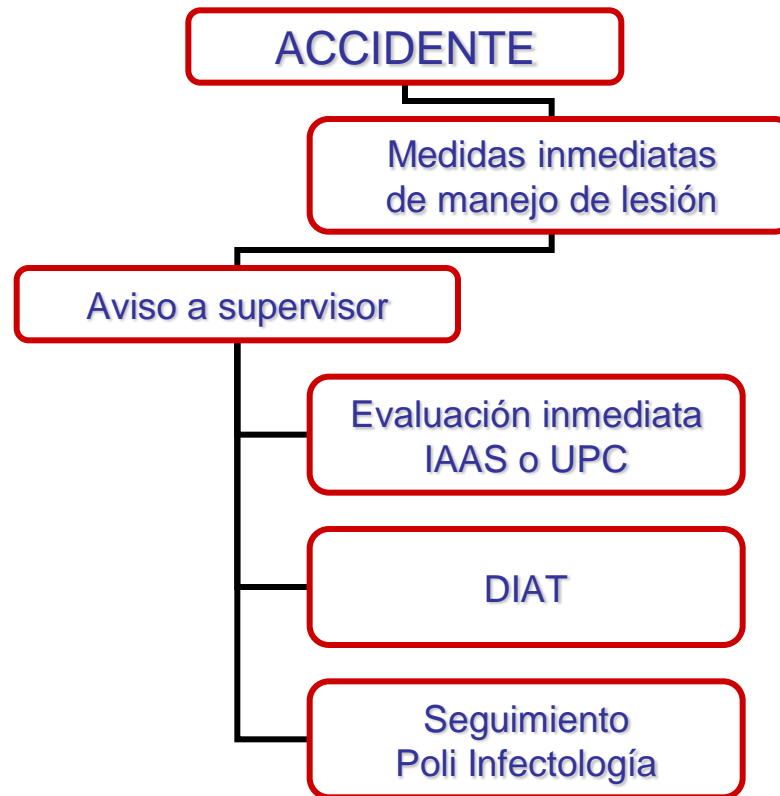 ACCIDENTE
Medidas inmediatas
de manejo de lesión
Aviso a supervisor
Evaluación inmediata
IAAS o UPC
DIAT
Seguimiento
Poli Infectología